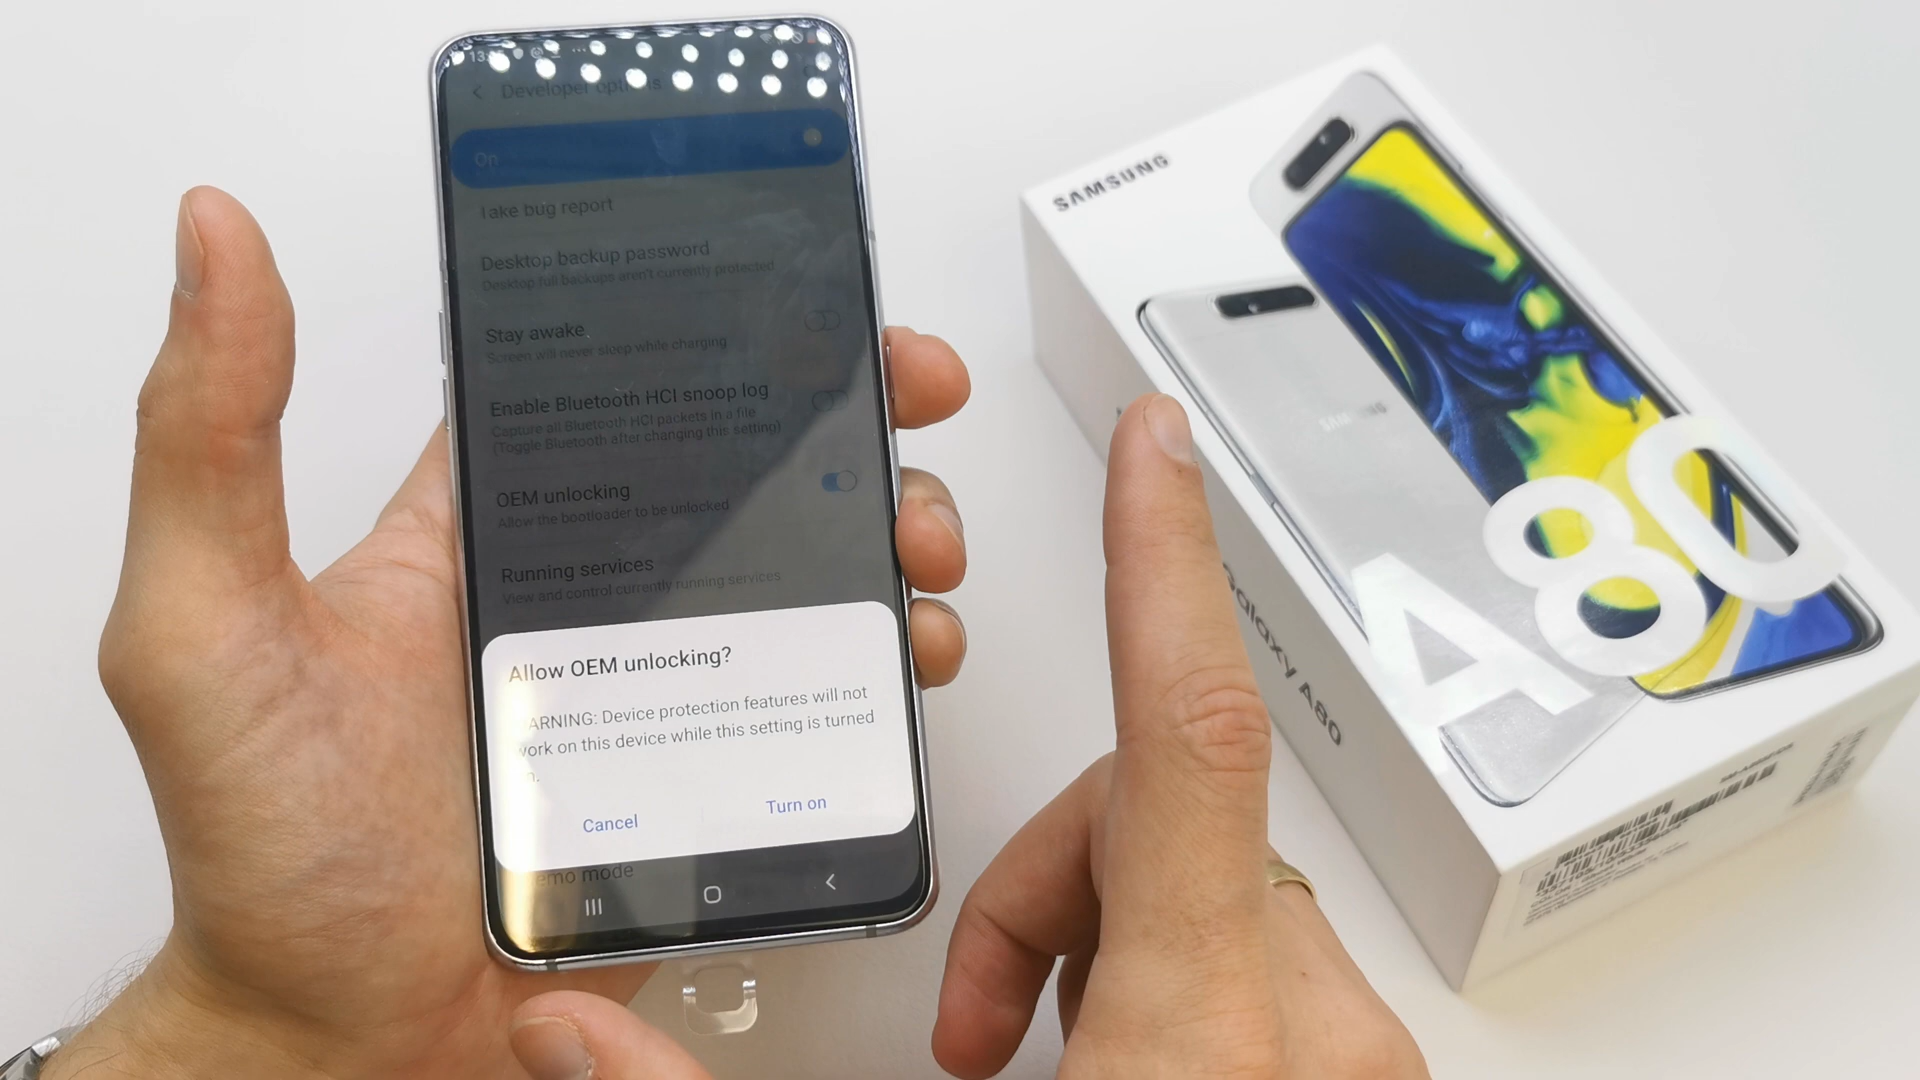 Developer
On
Take bug report
Desktop backup password
Desktop full backups aren't currently protected
Stay awake
Screen will never sleep while charging
Enable Bluetooth HCI snoop log
Capture all Bluetooth HCI packets in a file
(Toggle Bluetooth after changing this setting)
OEM unlocking
Allow the bootloader to be unlocked
Running services
View and control currently running services
Allow OEM unlocking?
WARNING: Device protection features will not
work on this device while this setting is turned
Cancel
Turn on
mode
SAMSUNG
SAMSUNG
A80
Galaxy A80